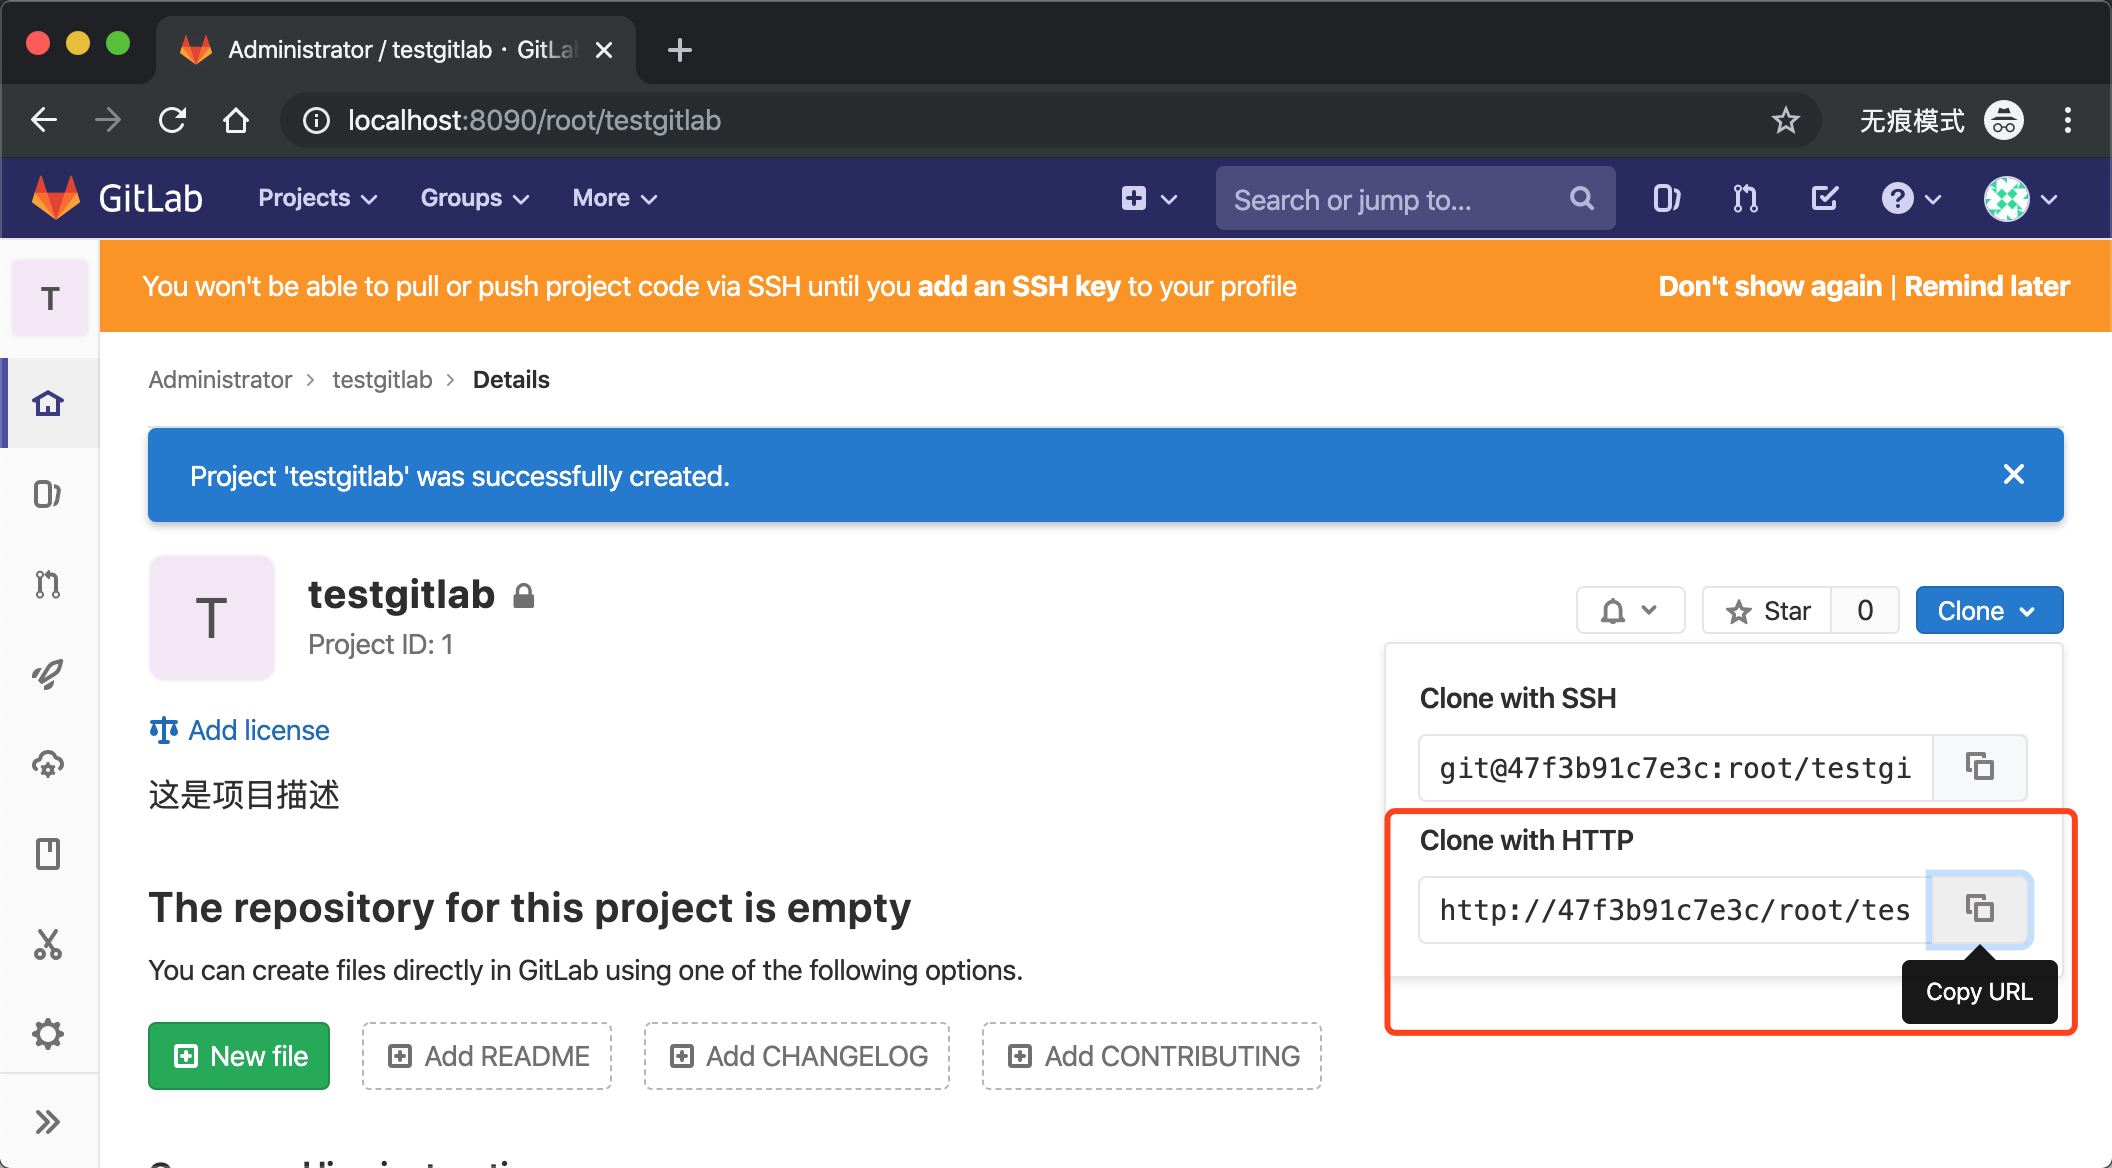 Administrator / testgitlab · GitLa
localhost:8090/root/testgitlab
无痕模式
GitLab
Projects
Groups
More
Search or jump to...
T
You won't be able to pull or push project code via SSH until you add an SSH key to your profile
Don't show again | Remind later
Administrator > testgitlab > Details
Project 'testgitlab' was successfully created.
T
testgitlab
Project ID: 1
Star
0
Clone
Add license
这是项目描述
Clone with SSH
git@47f3b91c7e3c:root/testgi
Clone with HTTP
http://47f3b91c7e3c/root/tes
Copy URL
The repository for this project is empty
You can create files directly in GitLab using one of the following options.
New file
Add README
Add CHANGELOG
Add CONTRIBUTING